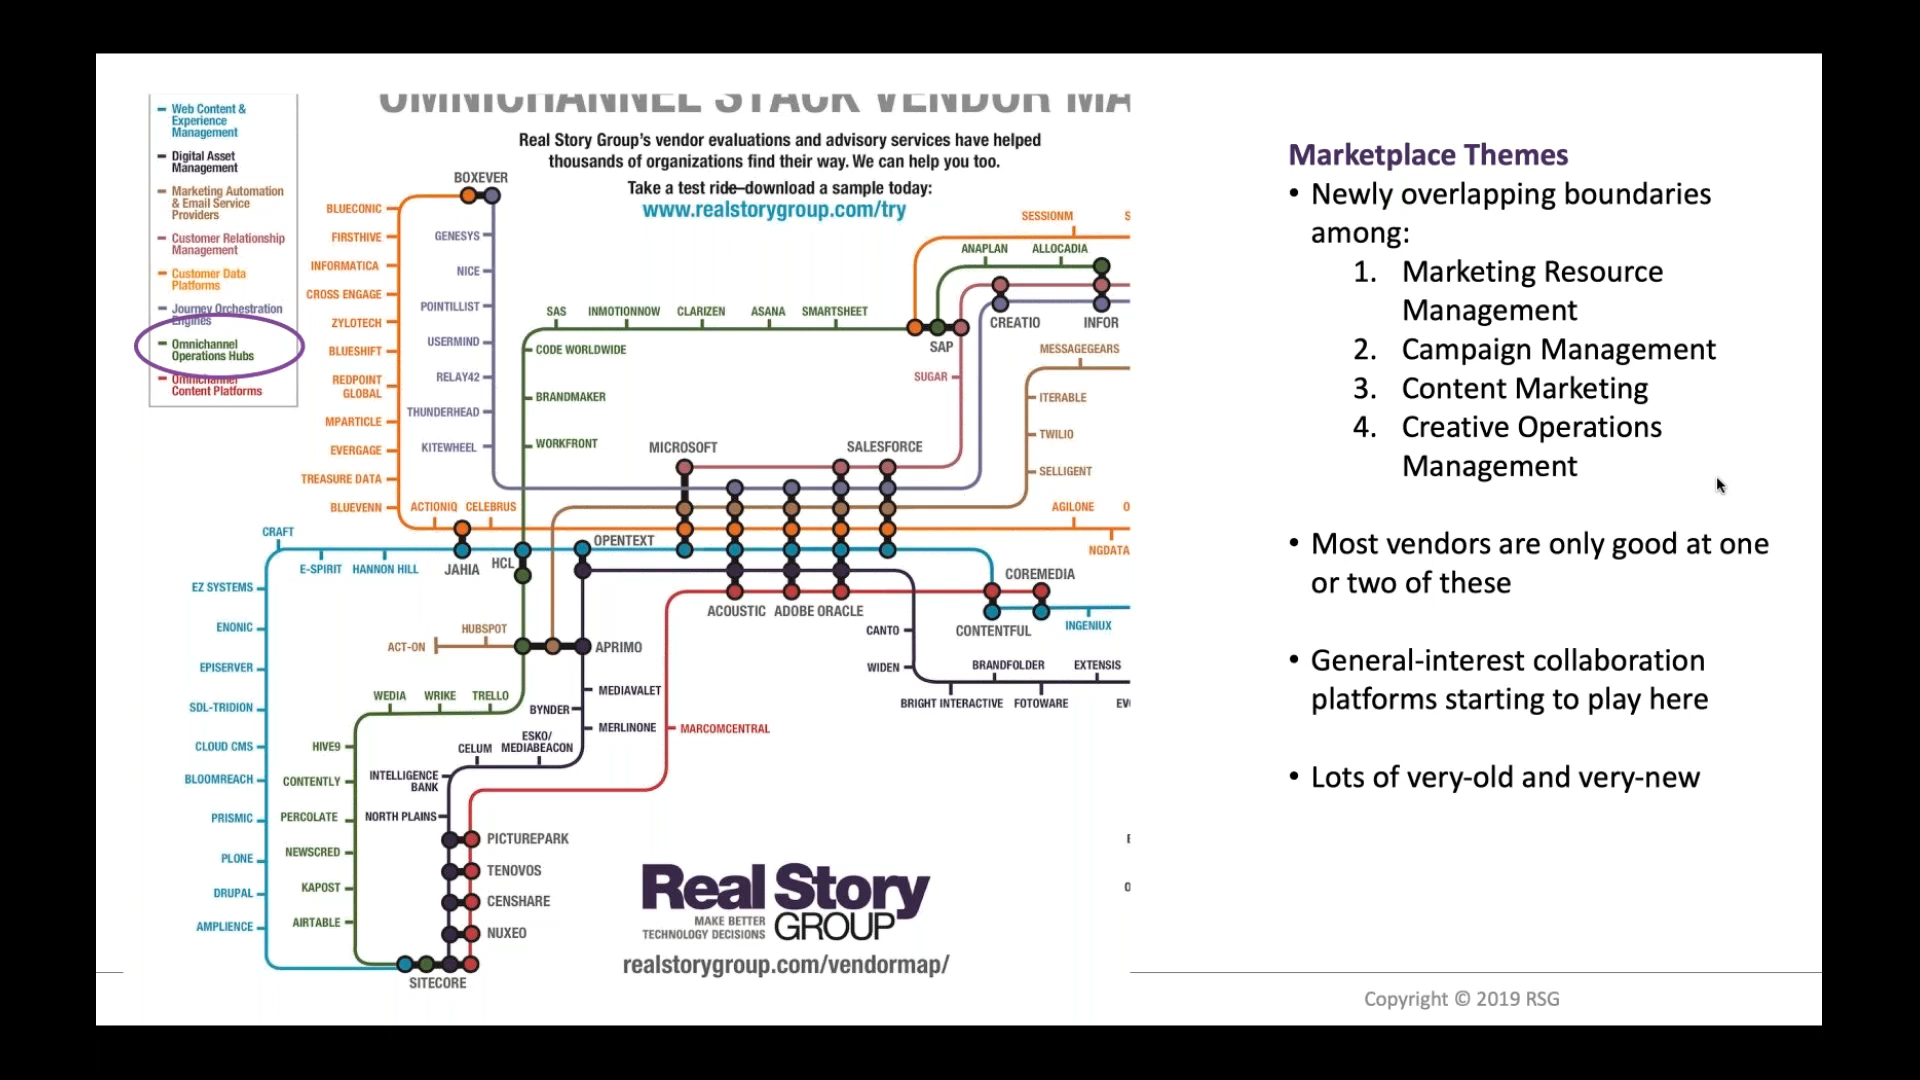 OMNICHANNEL STACK VENDOR MA
Web Content &
Experience
Management
Digital Asset
Management
Marketing Automation
& Email Service
Providers
Customer Relationship
Management
Customer Data
Platforms
Journey Orchestration
Engines
Omnichannel
Operations Hubs
Omnichannel
Content Platforms
Real Story Group's vendor evaluations and advisory services have helped
thousands of organizations find their way. We can help you too.
Take a test ride–download a sample today:
www.realstorygroup.com/try
BOXEVER
BLUECONIC
FIRSTHIVE
INFORMATICA
CROSS ENGAGE
ZYLOTECH
BLUESHIFT
REDPOINT
GLOBAL
MPARTICLE
EVERGAGE
TREASURE DATA
BLUEVENN
GENESYS
NICE
POINTILLIST
USERMIND
RELAY42
THUNDERHEAD
KITEWHEEL
ACTIONIQ
CELEBRUS
SAS
INMOTIONNOW
CLARIZEN
ASANA
SMARTSHEET
CODE WORLDWIDE
BRANDMAKER
WORKFRONT
SESSIONM
S
ANAPLAN
ALLOCADIA
CREATIO
INFOR
SAP
SUGAR
MESSAGEGEARS
ITERABLE
TWILIO
SELLIGENT
MICROSOFT
SALESFORCE
AGILONE
O
NGDATA
CRAFT
E-SPIRIT
HANNON HILL
JAHIA
HCL
OPENTEXT
ACOUSTIC
ADOBE
ORACLE
COREMEDIA
CONTENTFUL
INGENIUX
EZ SYSTEMS
ENONIC
EPISERVER
SDL-TRIDION
CLOUD CMS
BLOOMREACH
PRISMIC
PLONE
DRUPAL
AMPLIENCE
HUBSPOT
ACT-ON
APRIMO
CANTO
WIDEN
BRANDFOLDER
EXTENSIS
BRIGHT INTERACTIVE
FOTOWARE
EV
WEDIA
WRIKE
TRELLO
MEDIAVALET
BYNDER
MERLINONE
MARCOMCENTRAL
ESKO/
MEDIABEACON
CELUM
INTELLIGENCE
BANK
NORTH PLAINS
HIVE9
CONTENTLY
PERCOLATE
NEWSCRED
KAPOST
AIRTABLE
PICTUREPARK
TENOVOS
CENSHARE
NUXEO
SITECORE
Real Story
GROUP
MAKE BETTER
TECHNOLOGY DECISIONS
realstorygroup.com/vendormap/
Marketplace Themes
• Newly overlapping boundaries
among:
1. Marketing Resource
Management
2. Campaign Management
3. Content Marketing
4. Creative Operations
Management
• Most vendors are only good at one
or two of these
• General-interest collaboration
platforms starting to play here
• Lots of very-old and very-new
Copyright © 2019 RSG